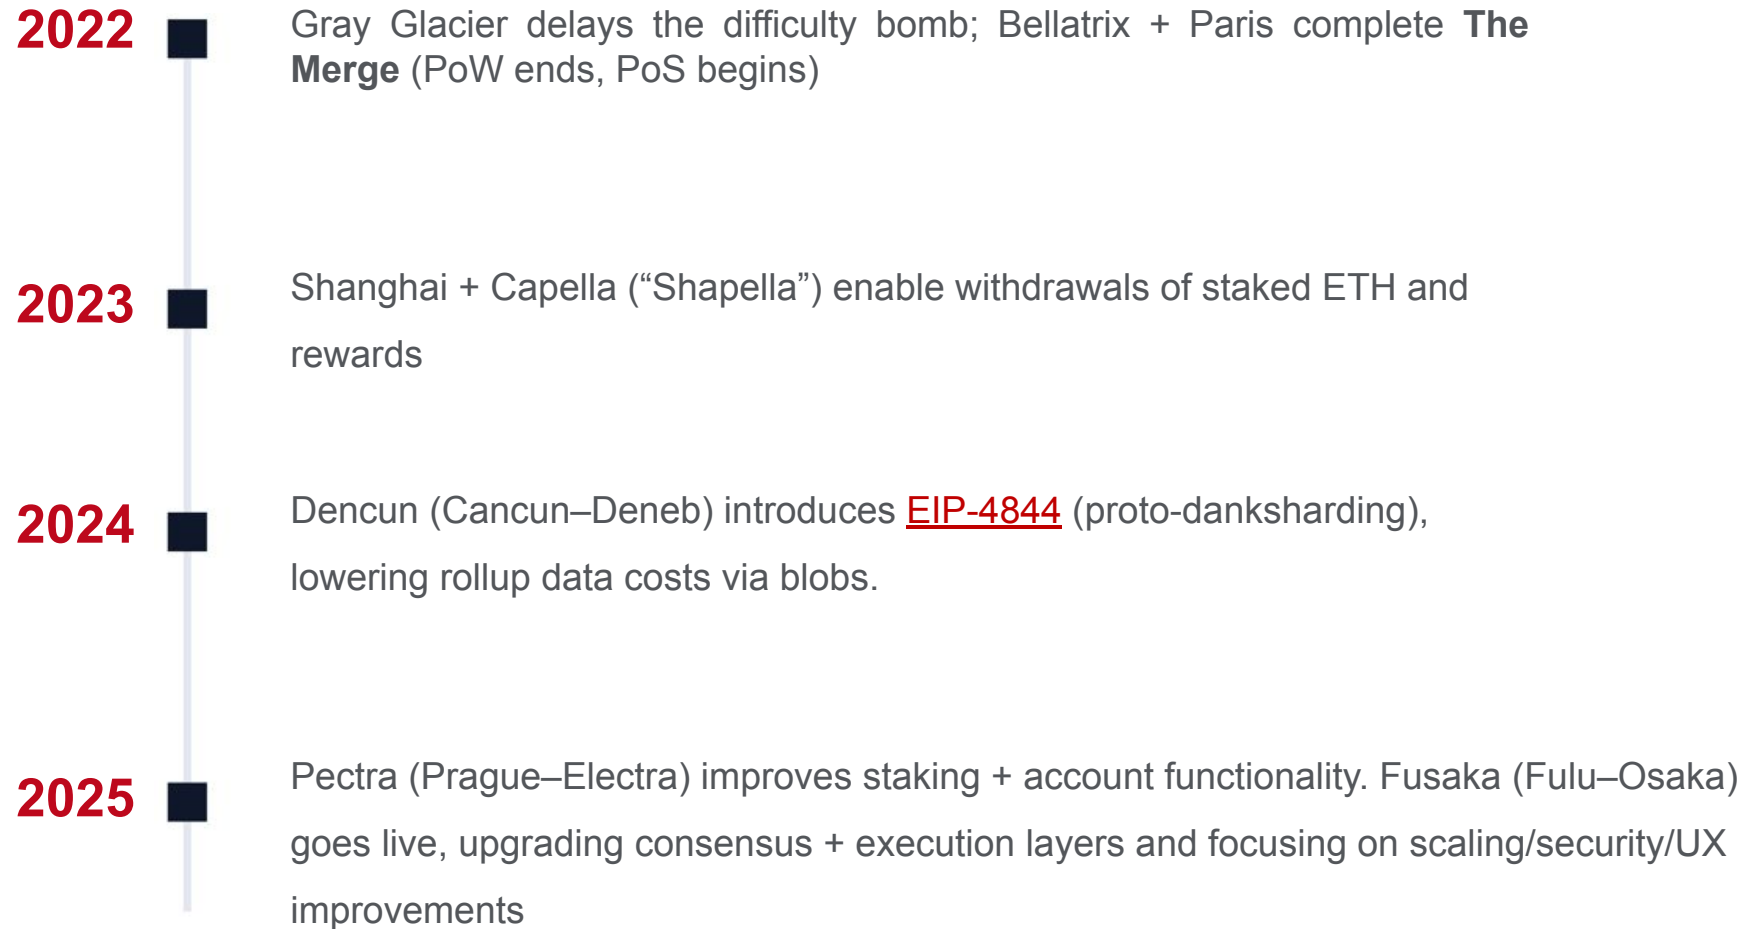 2022
Gray Glacier delays the difficulty bomb; Bellatrix + Paris complete The
Merge (PoW ends, PoS begins)
2023
Shanghai + Capella (“Shapella”) enable withdrawals of staked ETH and
rewards
2024
Dencun (Cancun–Deneb) introduces EIP-4844 (proto-danksharding),
lowering rollup data costs via blobs.
2025
Pectra (Prague–Electra) improves staking + account functionality. Fusaka (Fulu–Osaka)
goes live, upgrading consensus + execution layers and focusing on scaling/security/UX
improvements